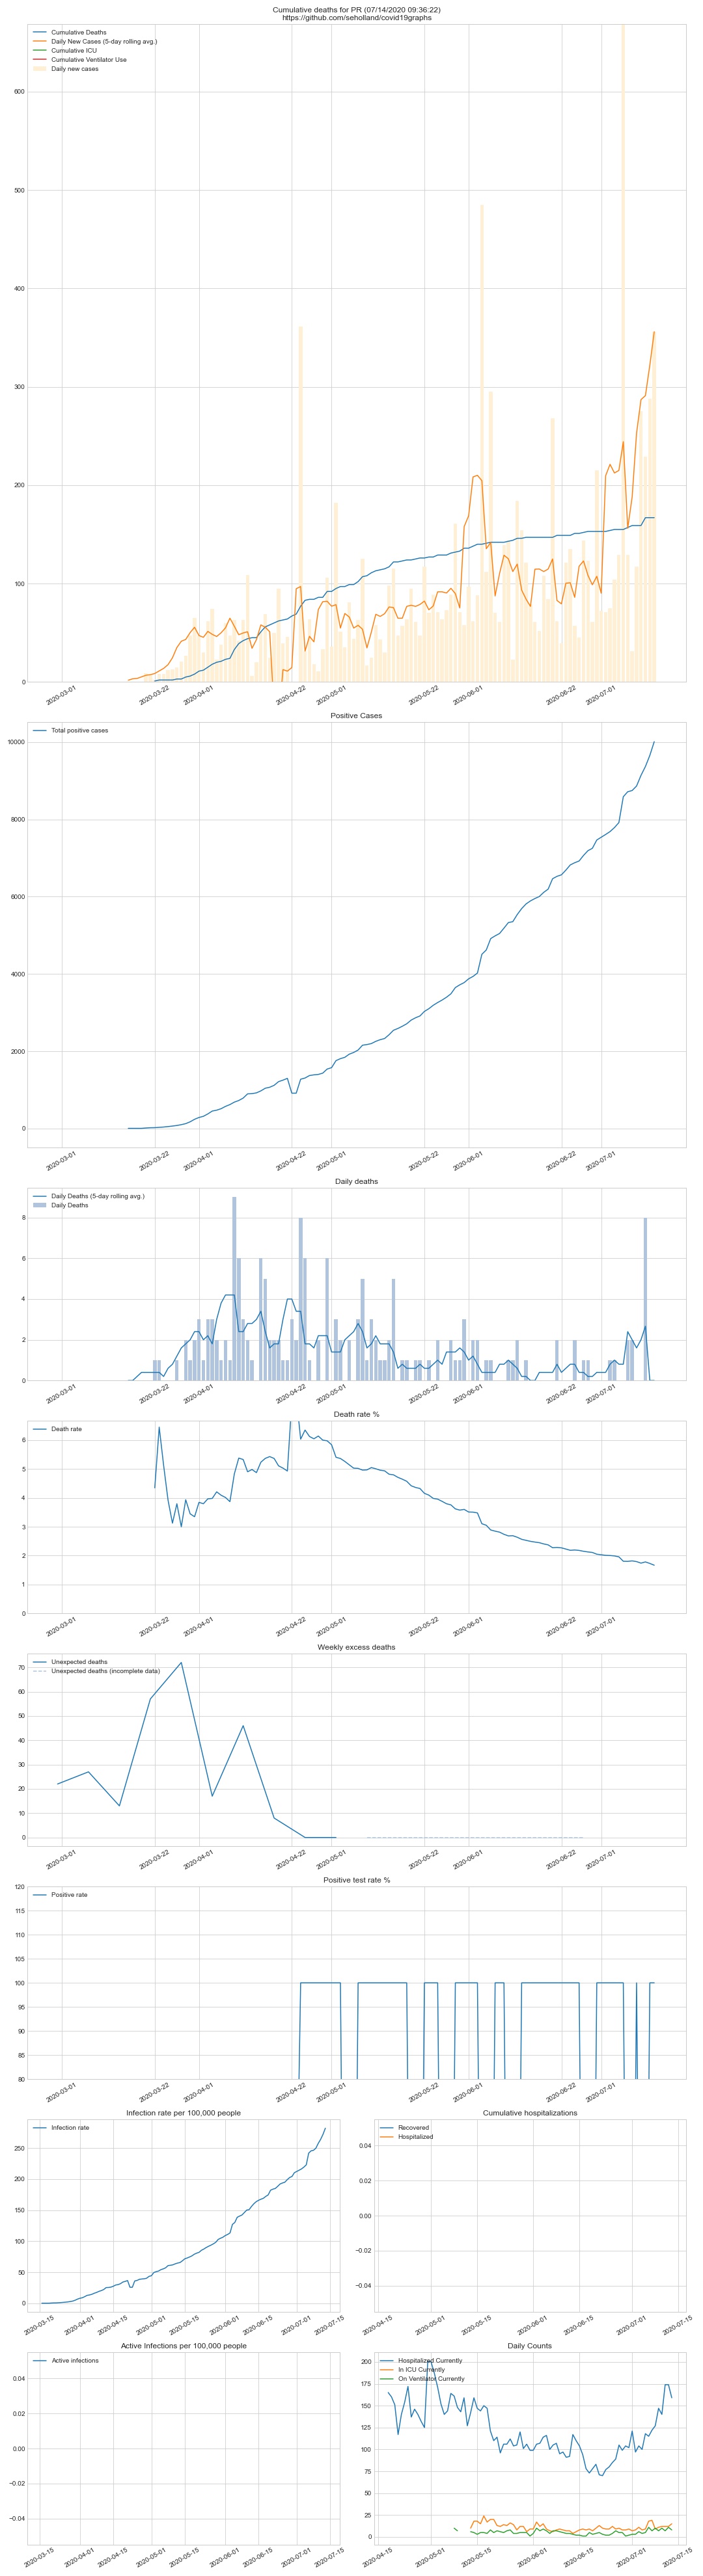 Cumulative deaths for PR (07/14/2020 09:36:22)
https://github.com/seholland/covid19graphs
Cumulative Deaths
Daily New Cases (5-day rolling avg.)
Cumulative ICU
Cumulative Ventilator Use
Daily new cases
600
500
400
300
200
100
0
2020-03-01 2020-03-22 2020-04-01 2020-04-22 2020-05-01 2020-05-22 2020-06-01 2020-06-22 2020-07-01
Positive Cases
Total positive cases
10000
8000
6000
4000
2000
0
2020-03-01 2020-03-22 2020-04-01 2020-04-22 2020-05-01 2020-05-22 2020-06-01 2020-06-22 2020-07-01
Daily deaths
Daily Deaths (5-day rolling avg.)
Daily Deaths
8
6
4
2
0
2020-03-01 2020-03-22 2020-04-01 2020-04-22 2020-05-01 2020-05-22 2020-06-01 2020-06-22 2020-07-01
Death rate %
Death rate
6
5
4
3
2
1
0
2020-03-01 2020-03-22 2020-04-01 2020-04-22 2020-05-01 2020-05-22 2020-06-01 2020-06-22 2020-07-01
Weekly excess deaths
Unexpected deaths
Unexpected deaths (incomplete data)
70
60
50
40
30
20
10
0
2020-03-01 2020-03-22 2020-04-01 2020-04-22 2020-05-01 2020-05-22 2020-06-01 2020-06-22 2020-07-01
Positive test rate %
Positive rate
120
115
110
105
100
95
90
85
80
2020-03-01 2020-03-22 2020-04-01 2020-04-22 2020-05-01 2020-05-22 2020-06-01 2020-06-22 2020-07-01
Infection rate per 100,000 people
Infection rate
250
200
150
100
50
0
2020-03-15 2020-04-01 2020-04-15 2020-05-01 2020-05-15 2020-06-01 2020-06-15 2020-07-01 2020-07-15
Cumulative hospitalizations
Recovered
Hospitalized
0.04
0.02
0.00
−0.02
−0.04
2020-04-15 2020-05-01 2020-05-15 2020-06-01 2020-06-15 2020-07-01 2020-07-15
Active Infections per 100,000 people
Active infections
0.04
0.02
0.00
−0.02
−0.04
2020-03-15 2020-04-01 2020-04-15 2020-05-01 2020-05-15 2020-06-01 2020-06-15 2020-07-01 2020-07-15
Daily Counts
Hospitalized Currently
In ICU Currently
On Ventilator Currently
200
175
150
125
100
75
50
25
0
2020-04-15 2020-05-01 2020-05-15 2020-06-01 2020-06-15 2020-07-01 2020-07-15